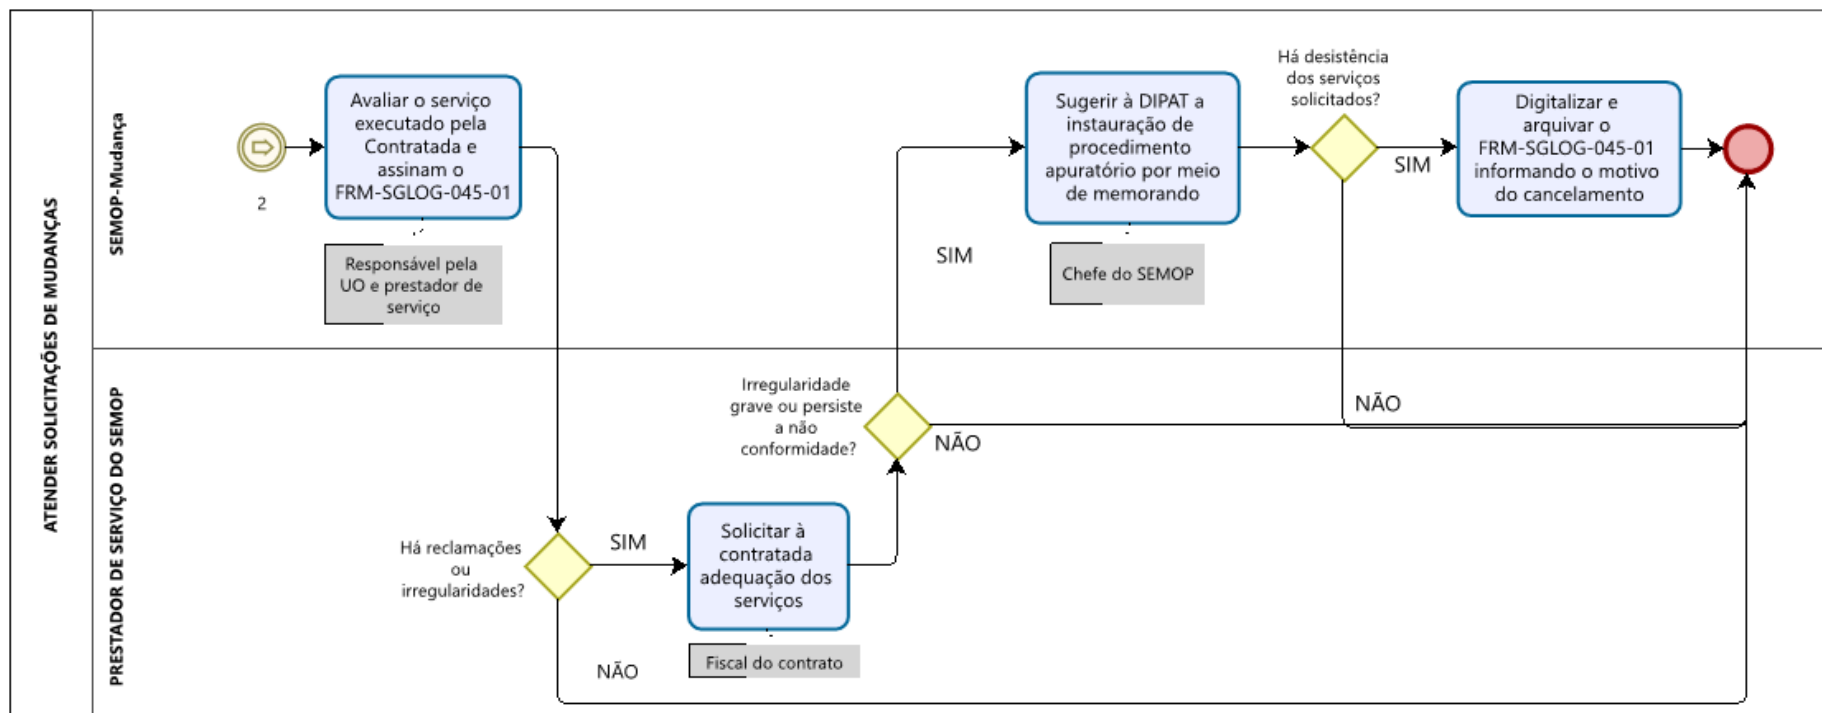 ATENDER SOLICITAÇÕES DE MUDANÇAS
SEMOP-Mudança
2
Avaliar o serviço
executado pela
Contratada e
assinam o
FRM-SGLOG-045-01
Responsável pela
UO e prestador de
serviço
SIM
Sugerir à DIPAT a
instauração de
procedimento
apuratório por meio
de memorando
Chefe do SEMOP
Há desistência
dos serviços
solicitados?
SIM
Digitalizar e
arquivar o
FRM-SGLOG-045-01
informando o motivo
do cancelamento
NÃO
PRESTADOR DE SERVIÇO DO SEMOP
Há reclamações
ou
irregularidades?
SIM
NÃO
Solicitar à
contratada
adequação dos
serviços
Fiscal do contrato
Irregularidade
grave ou persiste
a não
conformidade?
NÃO